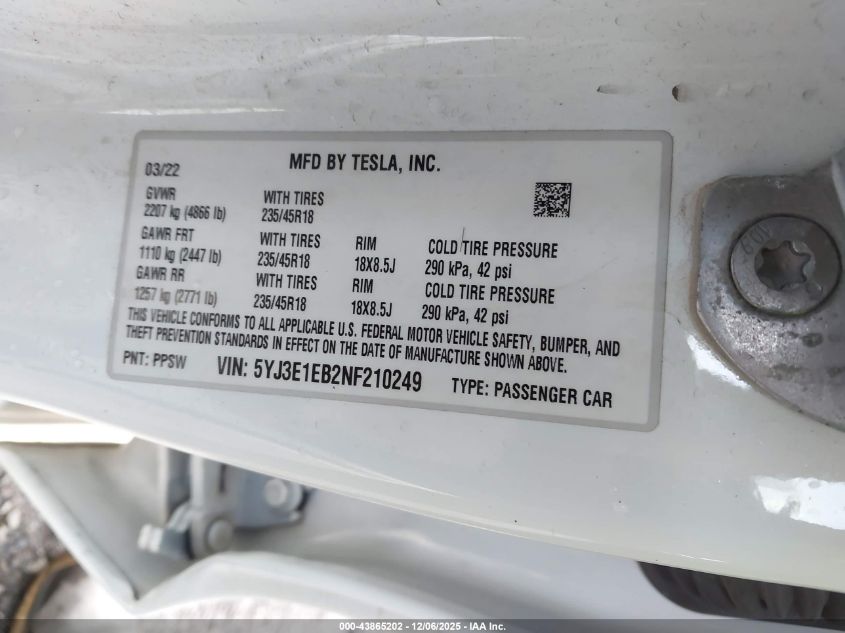 03/22 MFD BY TESLA, INC.
GVWR WITH TIRES
2207 kg (4866 lb) 235/45R18
GAWR FRT WITH TIRES RIM COLD TIRE PRESSURE
1110 kg (2447 lb) 235/45R18 18X8.5J 290 kPa, 42 psi
GAWR RR WITH TIRES RIM COLD TIRE PRESSURE
1257 kg (2771 lb) 235/45R18 18X8.5J 290 kPa, 42 psi
THIS VEHICLE CONFORMS TO ALL APPLICABLE U.S. FEDERAL MOTOR VEHICLE SAFETY, BUMPER, AND
THEFT PREVENTION STANDARDS IN EFFECT ON THE DATE OF MANUFACTURE SHOWN ABOVE.
PNT: PPSW VIN: 5YJ3E1EB2NF210249 TYPE: PASSENGER CAR
000-43865202 - 12/06/2025 - IAA Inc.